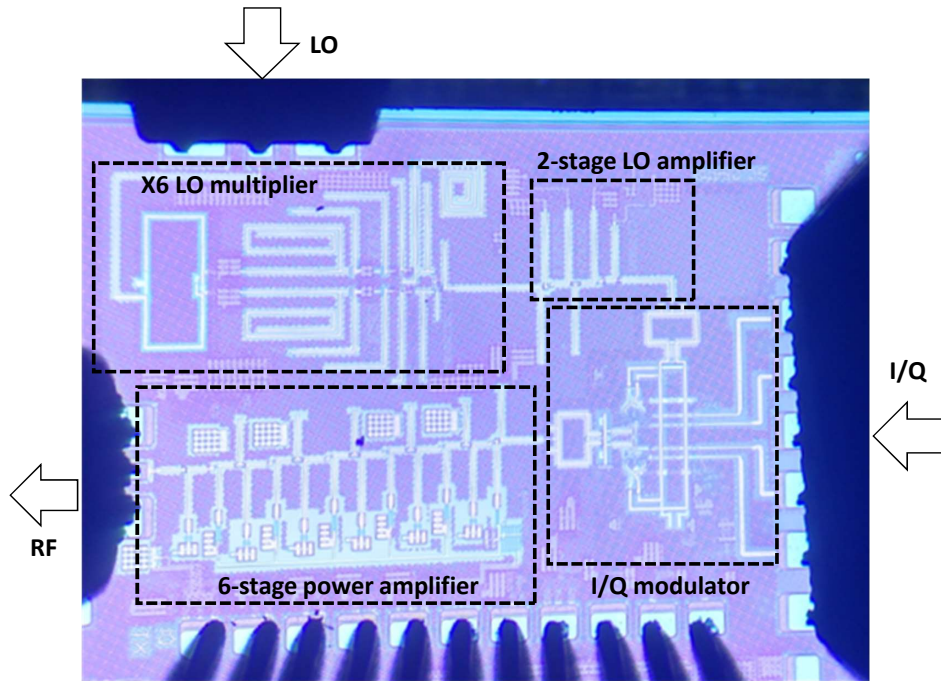 LO
2-stage LO amplifier
X6 LO multiplier
I/Q
RF
6-stage power amplifier
I/Q modulator